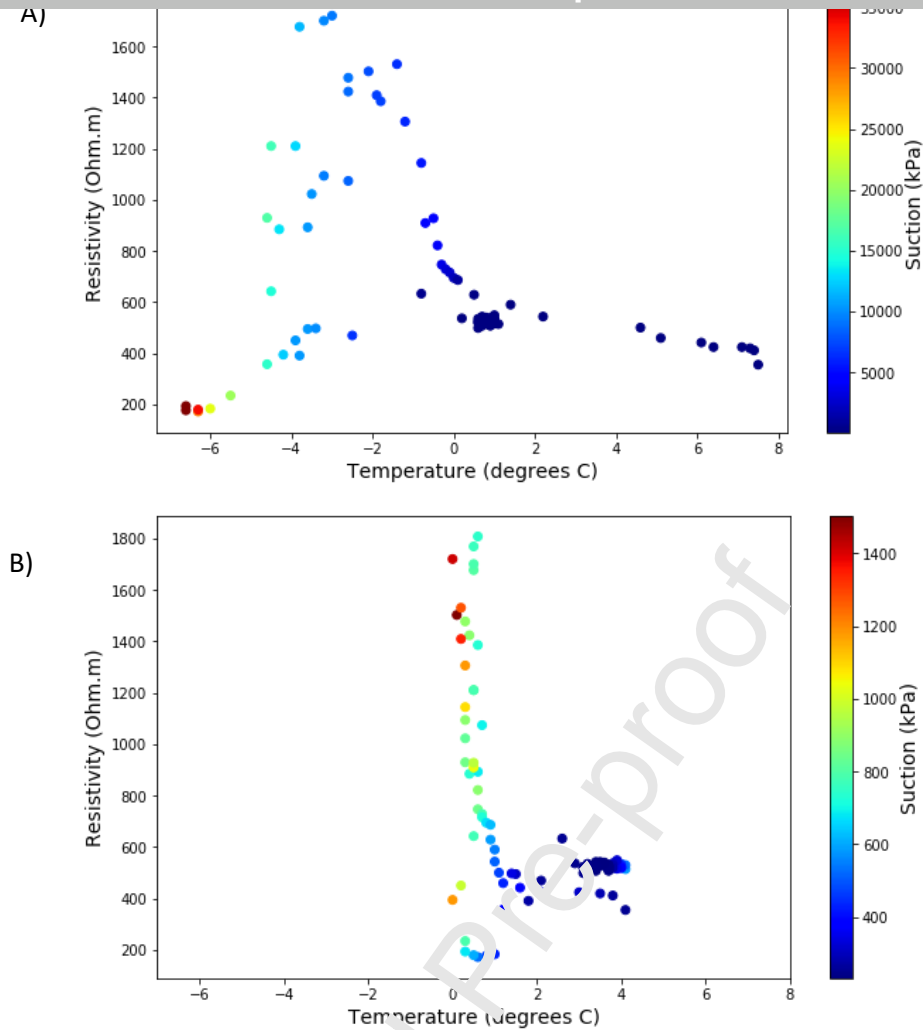 A)
1600
1400
1200
1000
800
600
400
200
Resistivity (Ohm.m)
−6 −4 −2 0 2 4 6 8
Temperature (degrees C)
35000
30000
25000
20000
15000
10000
5000
Suction (kPa)
B)
1800
1600
1400
1200
1000
800
600
400
200
Resistivity (Ohm.m)
−6 −4 −2 0 2 4 6 8
Temperature (degrees C)
1400
1200
1000
800
600
400
Suction (kPa)
Pre-proof